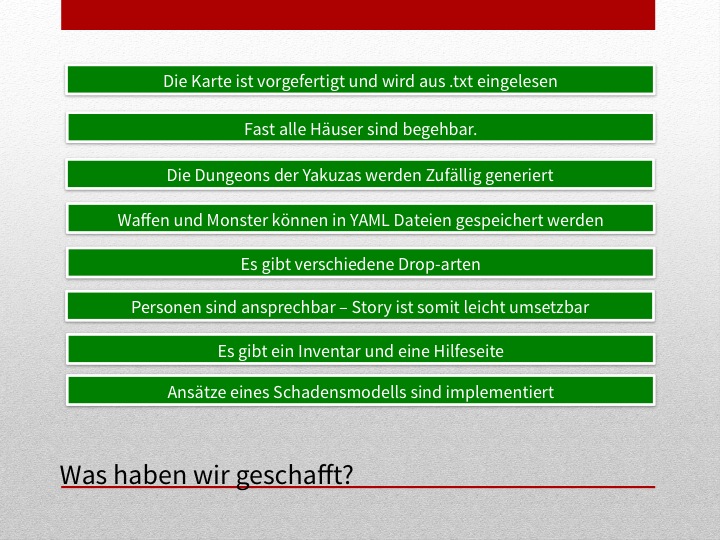 Die Karte ist vorgefertigt und wird aus .txt eingelesen
Fast alle Häuser sind begehbar.
Die Dungeons der Yakuzas werden Zufällig generiert
Waffen und Monster können in YAML Dateien gespeichert werden
Es gibt verschiedene Drop-arten
Personen sind ansprechbar – Story ist somit leicht umsetzbar
Es gibt ein Inventar und eine Hilfeseite
Ansätze eines Schadensmodells sind implementiert
Was haben wir geschafft?